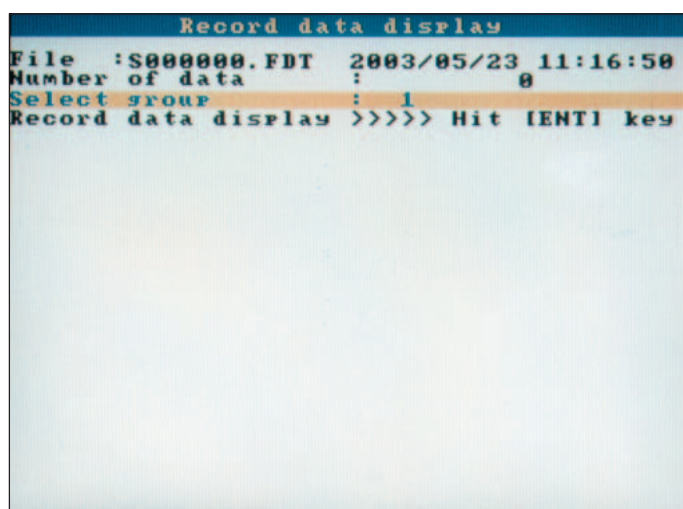 Record data display
File :S000000.FDT 2003/05/23 11:16:50
Number of data : 0
Select group : 1
Record data display >>>>> Hit [ENT] key